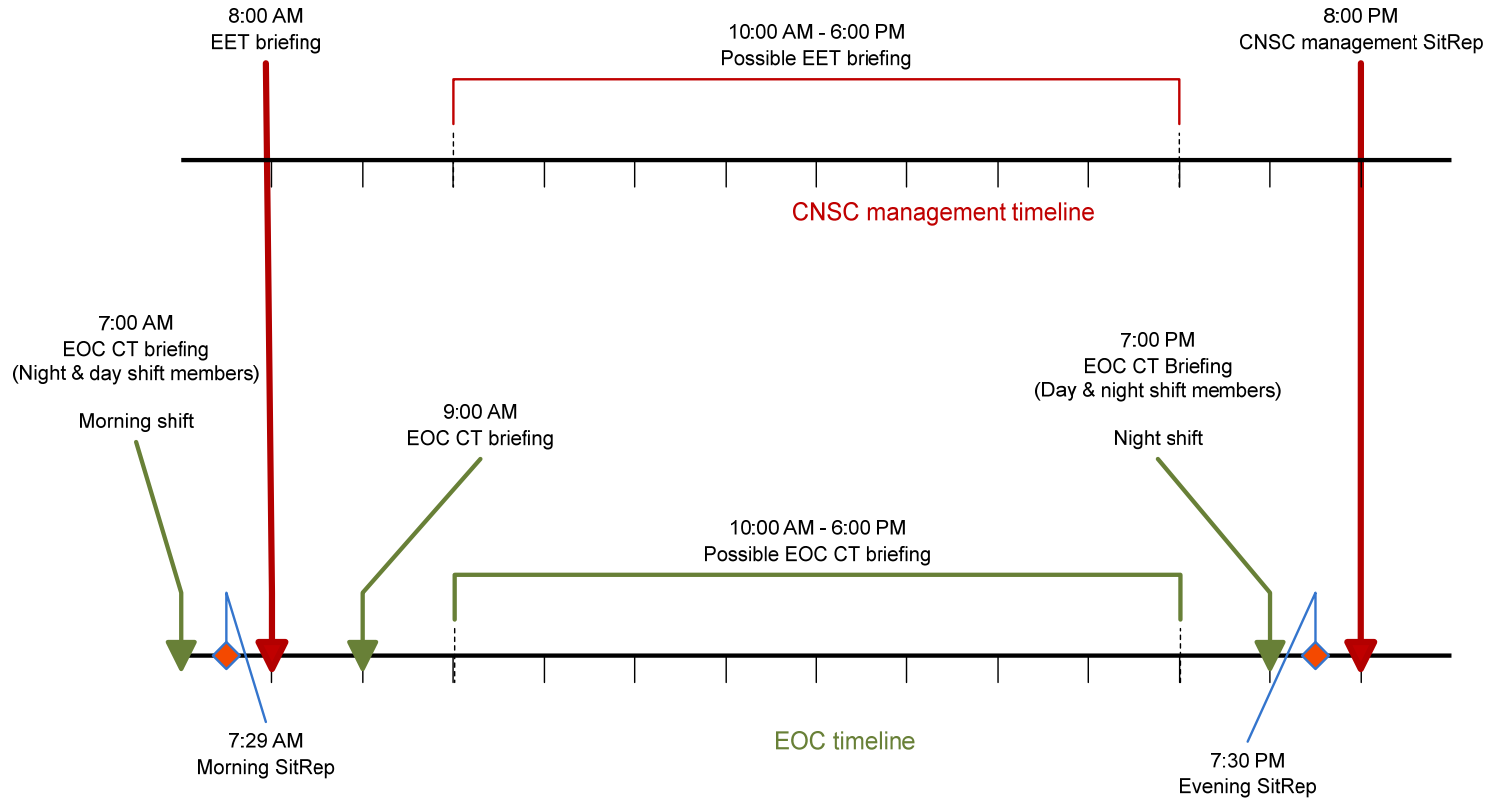 8:00 AM
EET briefing
10:00 AM - 6:00 PM
Possible EET briefing
8:00 PM
CNSC management SitRep
CNSC management timeline
7:00 AM
EOC CT briefing
(Night & day shift members)
Morning shift
9:00 AM
EOC CT briefing
7:00 PM
EOC CT Briefing
(Day & night shift members)
Night shift
10:00 AM - 6:00 PM
Possible EOC CT briefing
7:29 AM
Morning SitRep
EOC timeline
7:30 PM
Evening SitRep